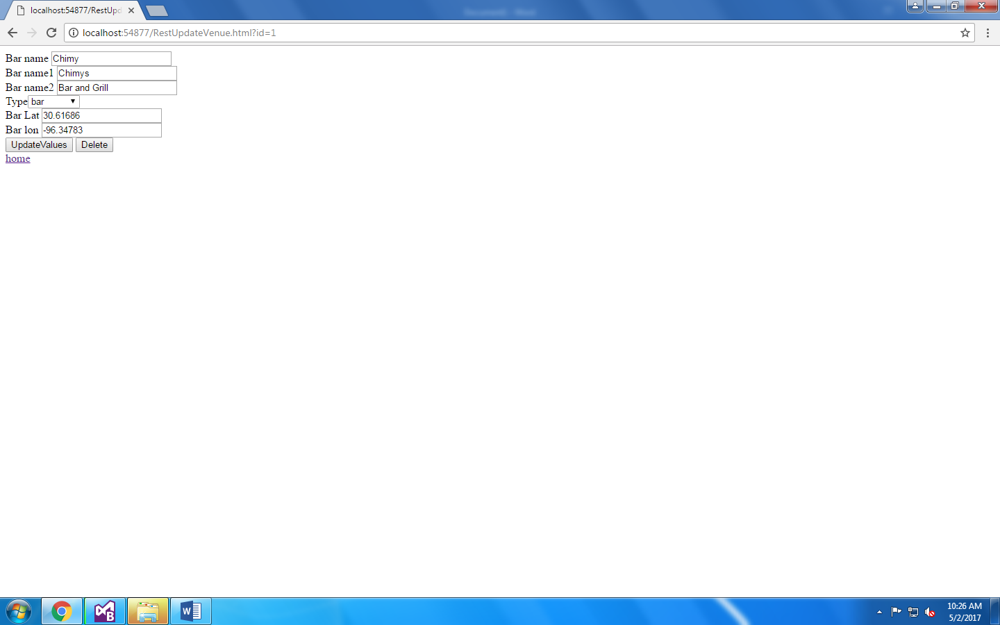 localhost:54877/RestUpd
localhost:54877/RestUpdateVenue.html?id=1
Bar name Chimy
Bar name1 Chimys
Bar name2 Bar and Grill
Type bar
Bar Lat 30.61686
Bar lon -96.34783
UpdateValues Delete
home
10:26 AM
5/2/2017